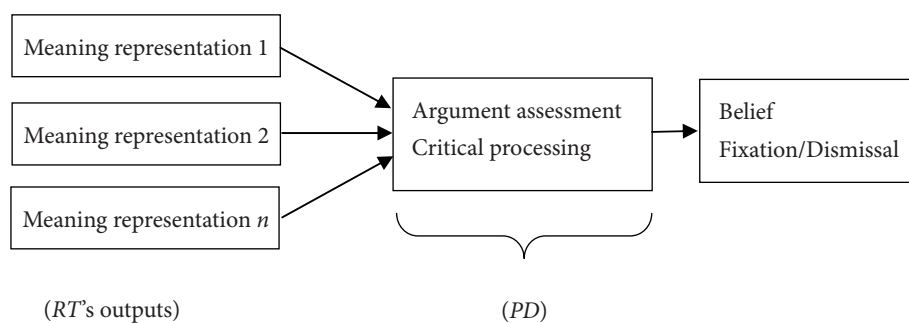 Meaning representation 1
Meaning representation 2
Meaning representation n
Argument assessment
Critical processing
Belief
Fixation/Dismissal
(RT's outputs)
(PD)